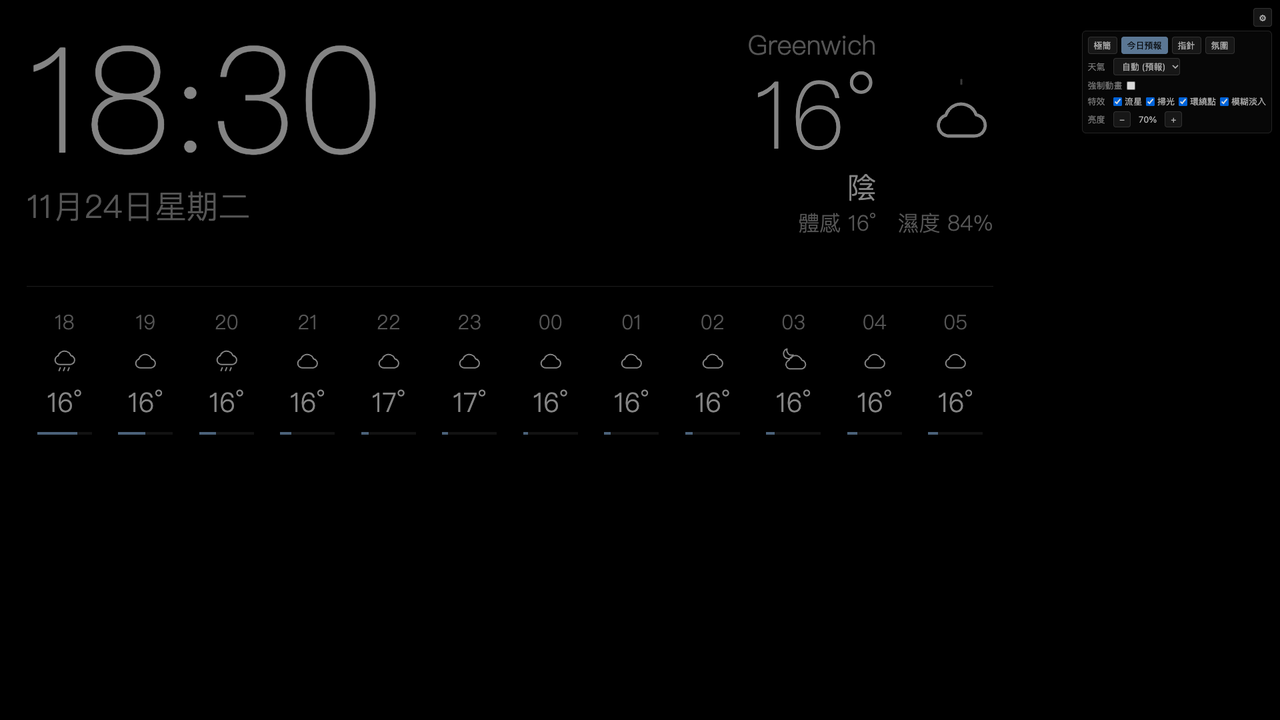 18:30
11月24日星期二
Greenwich
16°
陰
體感 16° 濕度 84%
18 19 20 21 22 23 00 01 02 03 04 05
16° 16° 16° 16° 17° 17° 16° 16° 16° 16° 16° 16°
極簡 今日預報 指針 氛圍
天氣 自動 (預報)
強制動畫
特效 流星 掃光 環繞點 模糊淡入
亮度 − 70% +